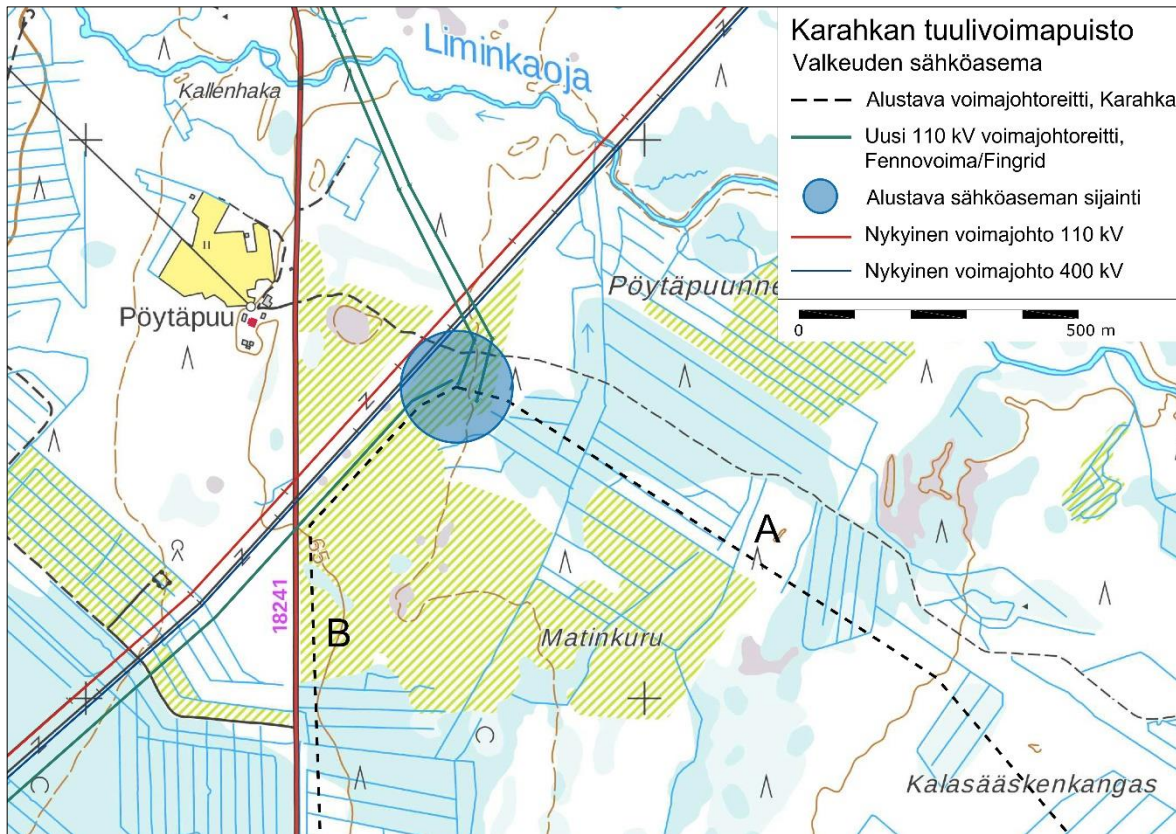 Karahkan tuulivoimapuisto
Valkeuden sähköasema
Alustava voimajohtoreitti, Karahka
Uusi 110 kV voimajohtoreitti,
Fennovoima/Fingrid
Alustava sähköaseman sijainti
Nykyinen voimajohto 110 kV
Nykyinen voimajohto 400 kV
0 500 m
Liminkaoja
Kallenhaka
Pöytäpuunne
Pöytäpuu
A
65
18241
B
Matinkuru
Kalasääskenkangas